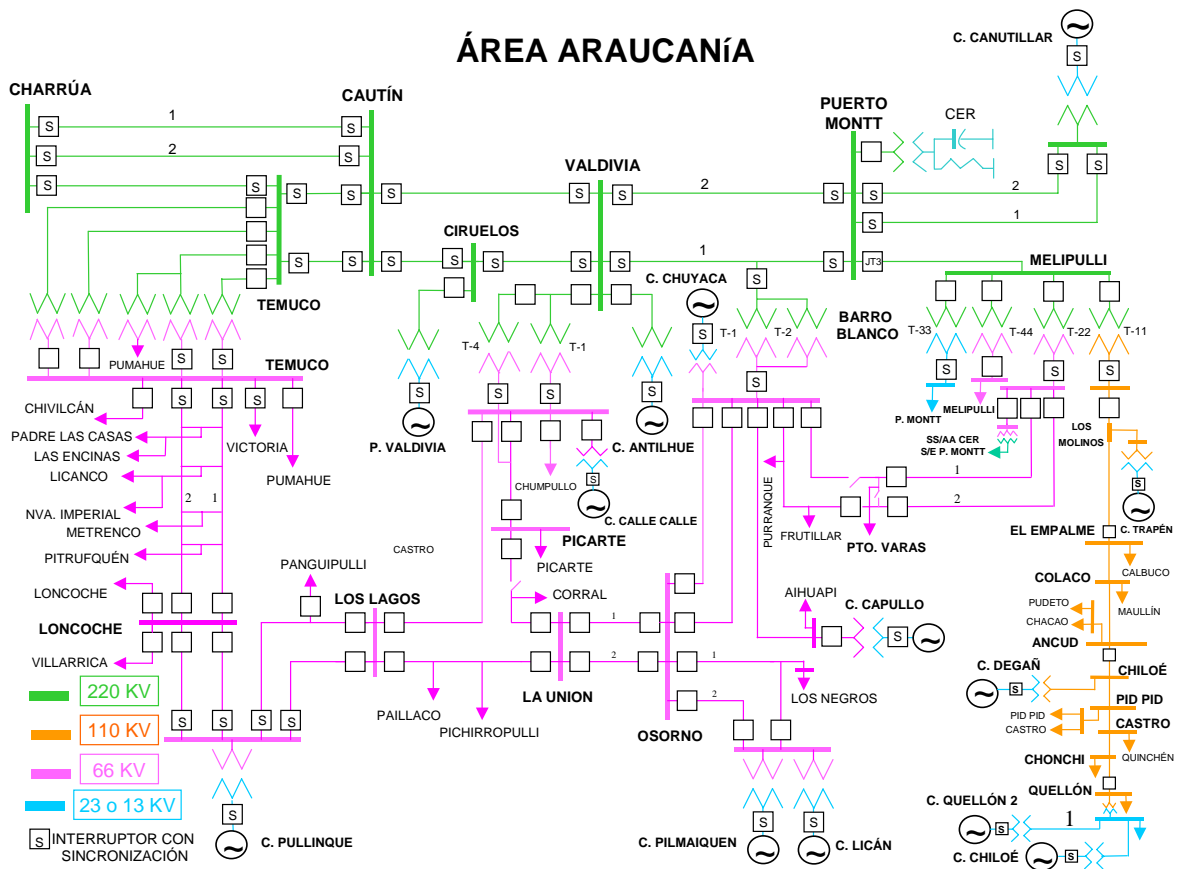 ÁREA ARAUCANíA
C. CANUTILLAR
S
CHARRÚA
CAUTÍN
PUERTO
MONTT
CER
VALDIVIA
S
1
S
S
2
S
S
S
S
S
S
S
S
S
S
2
S
S
2
S
1
CIRUELOS
S
S
S
S
S
S
S
1
S
JT3
TEMUCO
C. CHUYACA
S
MELIPULLI
BARRO
BLANCO
T-4
T-1
T-1
T-2
T-33
T-44
T-22
T-11
S
S
S
S
S
S
PUMAHUE
TEMUCO
S
S
S
S
S
S
S
P. MONTT
MELIPULLI
CHIVILCÁN
PADRE LAS CASAS
LAS ENCINAS
LICANCO
VICTORIA
PUMAHUE
P. VALDIVIA
C. ANTILHUE
LOS
MOLINOS
SS/AA CER
S/E P. MONTT
S
CHUMPULLO
C. CALLE CALLE
NVA. IMPERIAL
METRENCO
PITRUFQUÉN
2
1
PURRANQUE
1
2
S
C. TRAPÉN
FRUTILLAR
PTO. VARAS
EL EMPALME
CASTRO
PICARTE
PICARTE
CALBUCO
PANGUIPULLI
LONCOCHE
LOS LAGOS
CORRAL
COLACO
PUDETO
MAULLÍN
CHACAO
AIHUAPI
C. CAPULLO
S
ANCUD
LONCOCHE
1
2
1
VILLARRICA
LA UNION
C. DEGAÑ
S
CHILOÉ
220 KV
PAILLACO
PICHIRROPULLI
LOS NEGROS
2
PID PID
PID PID
CASTRO
CASTRO
110 KV
S
S
S
S
OSORNO
QUINCHÉN
CHONCHI
66 KV
QUELLÓN
23 o 13 KV
S
S
S
C. QUELLÓN 2
S
1
S
INTERRUPTOR CON
SINCRONIZACIÓN
C. PULLINQUE
C. PILMAIQUEN
C. LICÁN
C. CHILOÉ
S